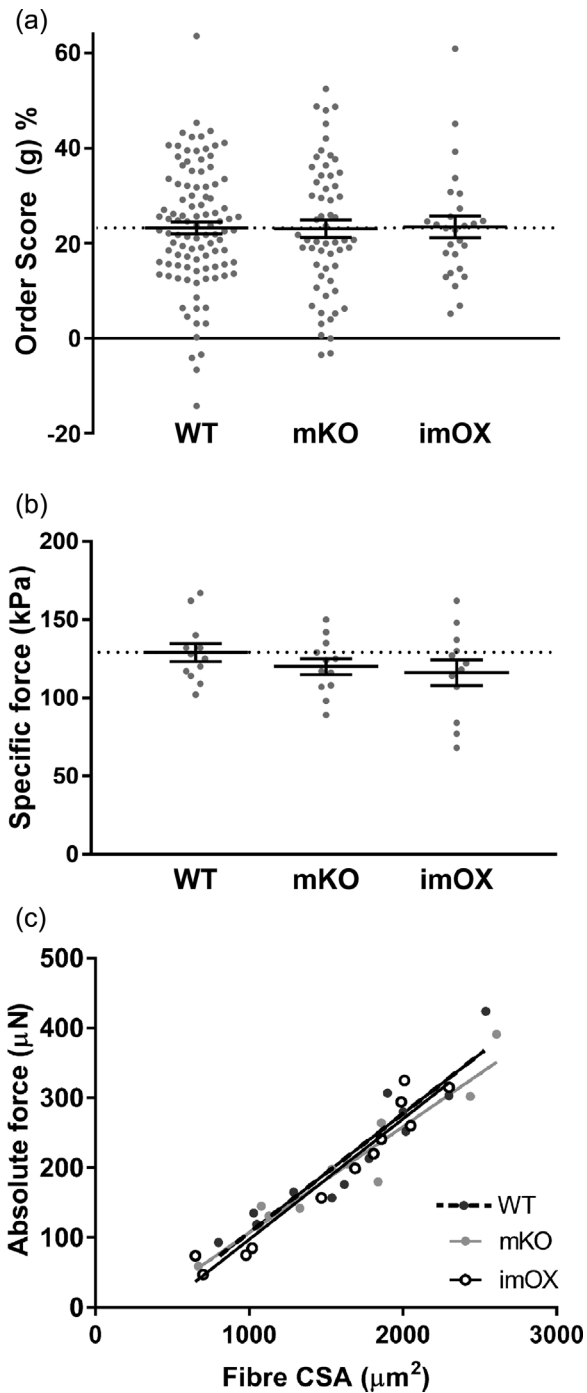 (a)
Order Score (g) %
60
40
20
0
-20
WT mKO imOX
(b)
Specific force (kPa)
200
150
100
50
0
WT mKO imOX
(c)
Absolute force (μN)
500
400
300
200
100
0
WT
mKO
imOX
0 1000 2000 3000
Fibre CSA (μm²)